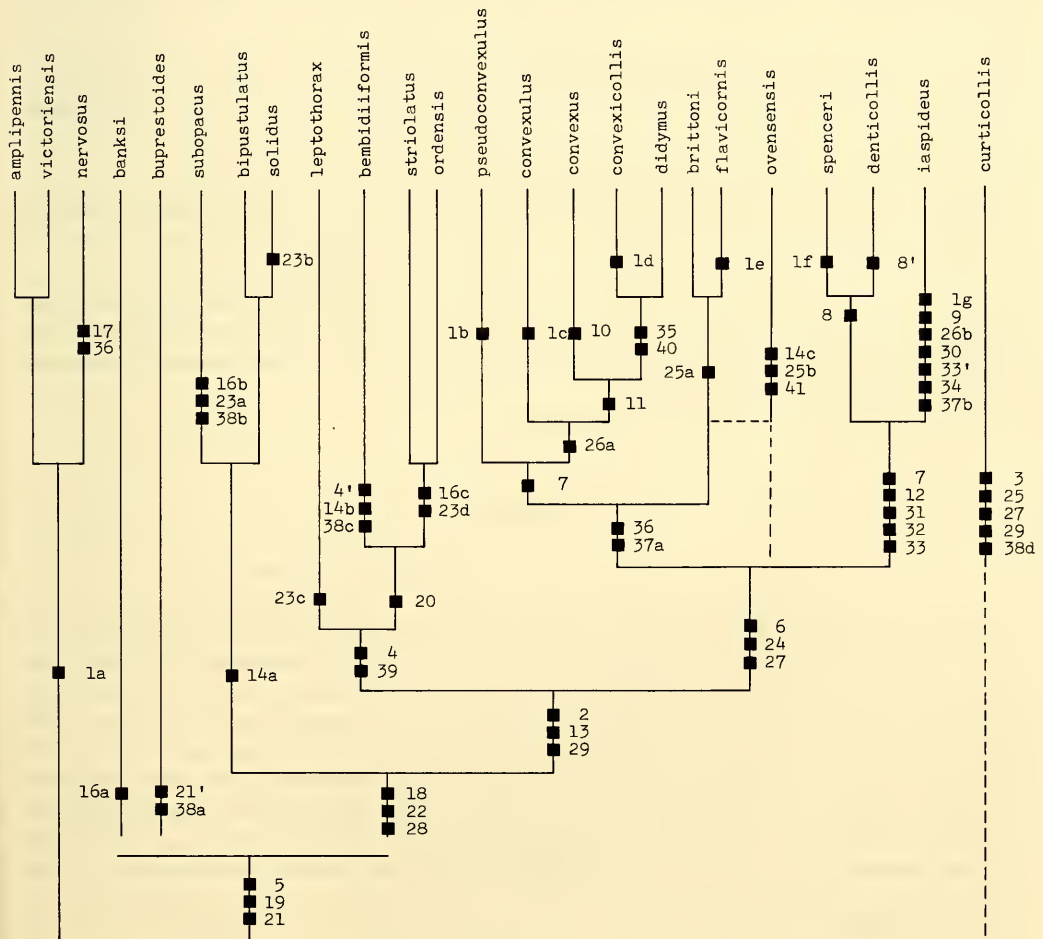 amplipennis
victoriensis
nervosus
banksi
buprestoides
subopacus
bipustulatus
solidus
leptothorax
bembidiiformis
striolatus
ordensis
pseudoconvexulus
convexulus
convexus
convexicollis
didymus
brittoni
flavicornis
ovensensis
spenceri
denticollis
iaspideus
curticollis
23b
1d
1e
1f
8'
1g
9
26b
30
33'
34
37b
8
17
36
1b
1c
10
35
40
14c
25b
41
25a
16b
23a
38b
11
26a
4'
14b
38c
16c
23d
7
7
12
31
32
33
3
25
27
29
38d
36
37a
23c
20
6
24
27
4
39
1a
14a
2
13
29
16a
21'
38a
18
22
28
5
19
21